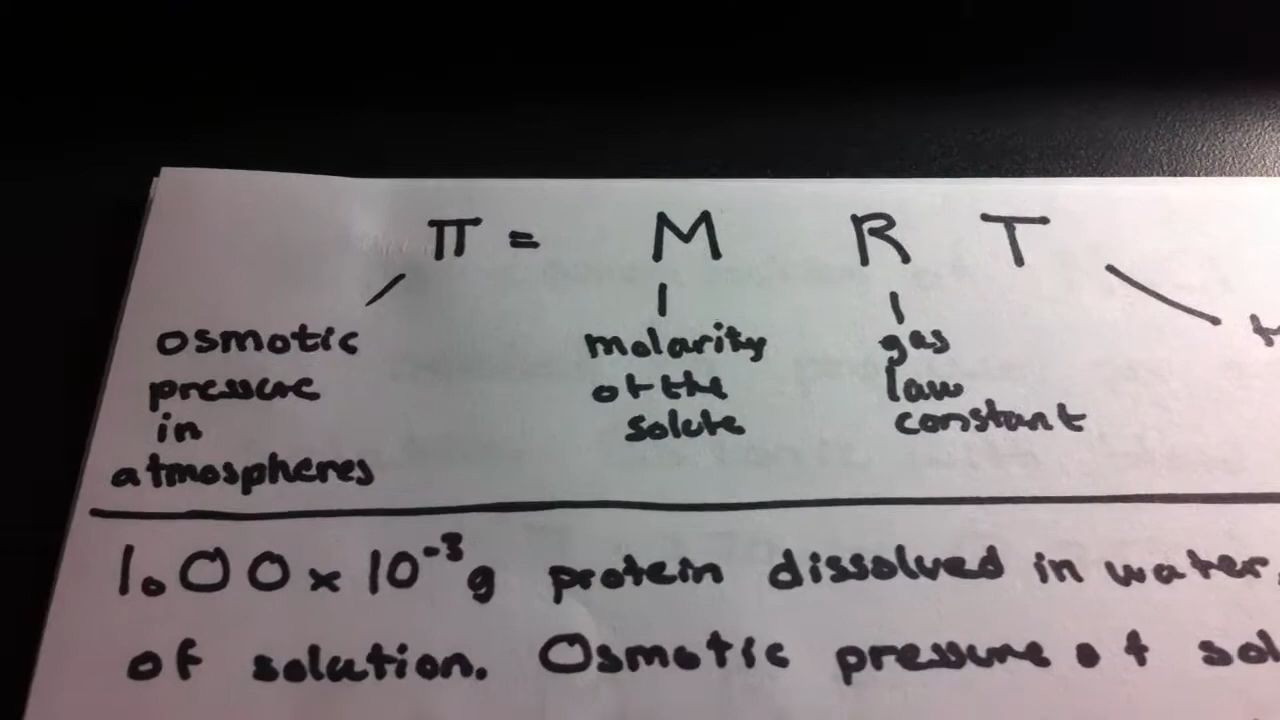 π = M R T
osmotic
pressure
in
atmospheres
molarity
of the
solute
gas
law
constant
1.00 x 10⁻³g protein dissolved in water,
of solution. Osmotic pressure of sol